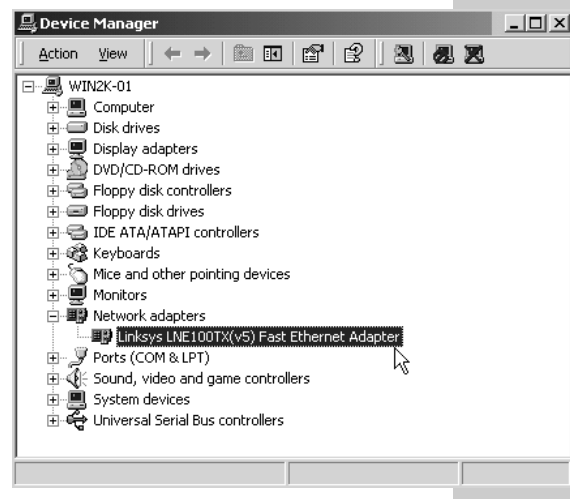 Device Manager
Action View
WIN2K-01
Computer
Disk drives
Display adapters
DVD/CD-ROM drives
Floppy disk controllers
Floppy disk drives
IDE ATA/ATAPI controllers
Keyboards
Mice and other pointing devices
Monitors
Network adapters
Linksys LNE100TX(v5) Fast Ethernet Adapter
Ports (COM & LPT)
Sound, video and game controllers
System devices
Universal Serial Bus controllers